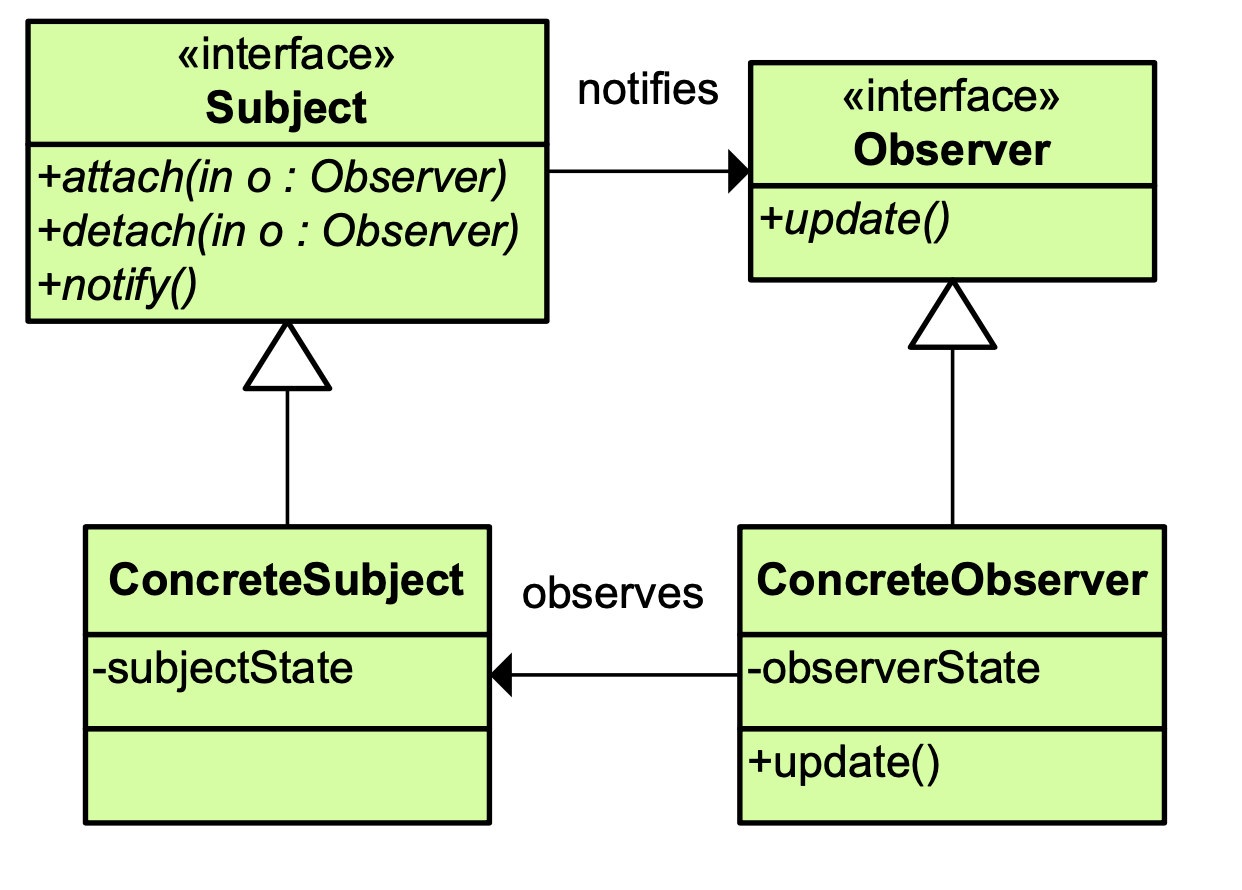 «interface»
Subject
+attach(in o : Observer)
+detach(in o : Observer)
+notify()
notifies
«interface»
Observer
+update()
ConcreteSubject
-subjectState
observes
ConcreteObserver
-observerState
+update()